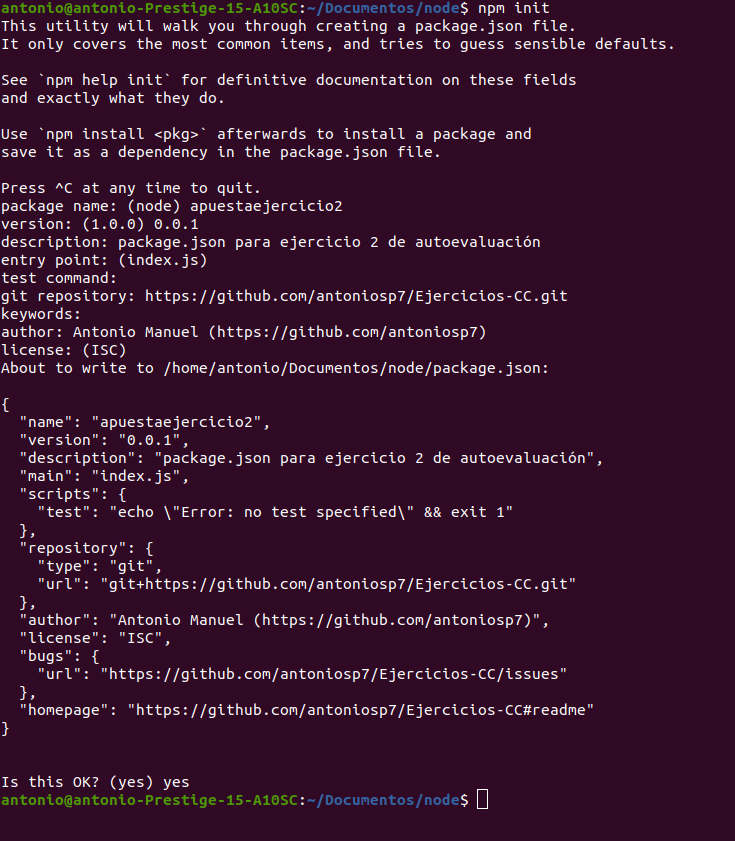 antonio@antonio-Prestige-15-A10SC:~/Documentos/node$ npm init
This utility will walk you through creating a package.json file.
It only covers the most common items, and tries to guess sensible defaults.

See `npm help init` for definitive documentation on these fields
and exactly what they do.

Use `npm install <pkg>` afterwards to install a package and
save it as a dependency in the package.json file.

Press ^C at any time to quit.
package name: (node) apuestaejercicio2
version: (1.0.0) 0.0.1
description: package.json para ejercicio 2 de autoevaluación
entry point: (index.js)
test command:
git repository: https://github.com/antoniosp7/Ejercicios-CC.git
keywords:
author: Antonio Manuel (https://github.com/antoniosp7)
license: (ISC)
About to write to /home/antonio/Documentos/node/package.json:

{
  "name": "apuestaejercicio2",
  "version": "0.0.1",
  "description": "package.json para ejercicio 2 de autoevaluación",
  "main": "index.js",
  "scripts": {
    "test": "echo \"Error: no test specified\" && exit 1"
  },
  "repository": {
    "type": "git",
    "url": "git+https://github.com/antoniosp7/Ejercicios-CC.git"
  },
  "author": "Antonio Manuel (https://github.com/antoniosp7)",
  "license": "ISC",
  "bugs": {
    "url": "https://github.com/antoniosp7/Ejercicios-CC/issues"
  },
  "homepage": "https://github.com/antoniosp7/Ejercicios-CC#readme"
}


Is this OK? (yes) yes
antonio@antonio-Prestige-15-A10SC:~/Documentos/node$